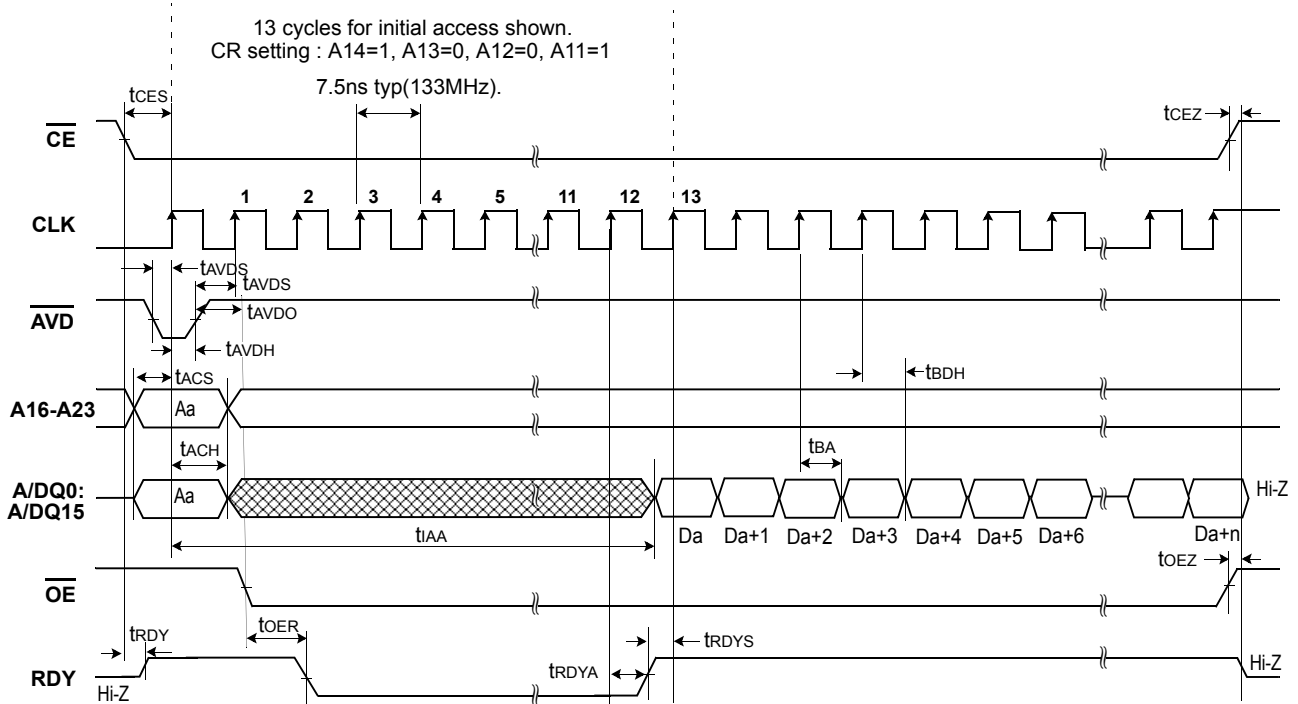 13 cycles for initial access shown.
CR setting : A14=1, A13=0, A12=0, A11=1
7.5ns typ(133MHz).
tCES
tCEZ
CE
1 2 3 4 5 11 12 13
CLK
tAVDS
tAVDS
AVD
tAVDO
tAVDH
tACS
tBDH
A16-A23
Aa
tACH
tBA
A/DQ0:
A/DQ15
Aa
Hi-Z
tIAA
Da Da+1 Da+2 Da+3 Da+4 Da+5 Da+6 Da+n
tOEZ
OE
tOER
tRDY
tRDYS
RDY
tRDYA
Hi-Z
Hi-Z